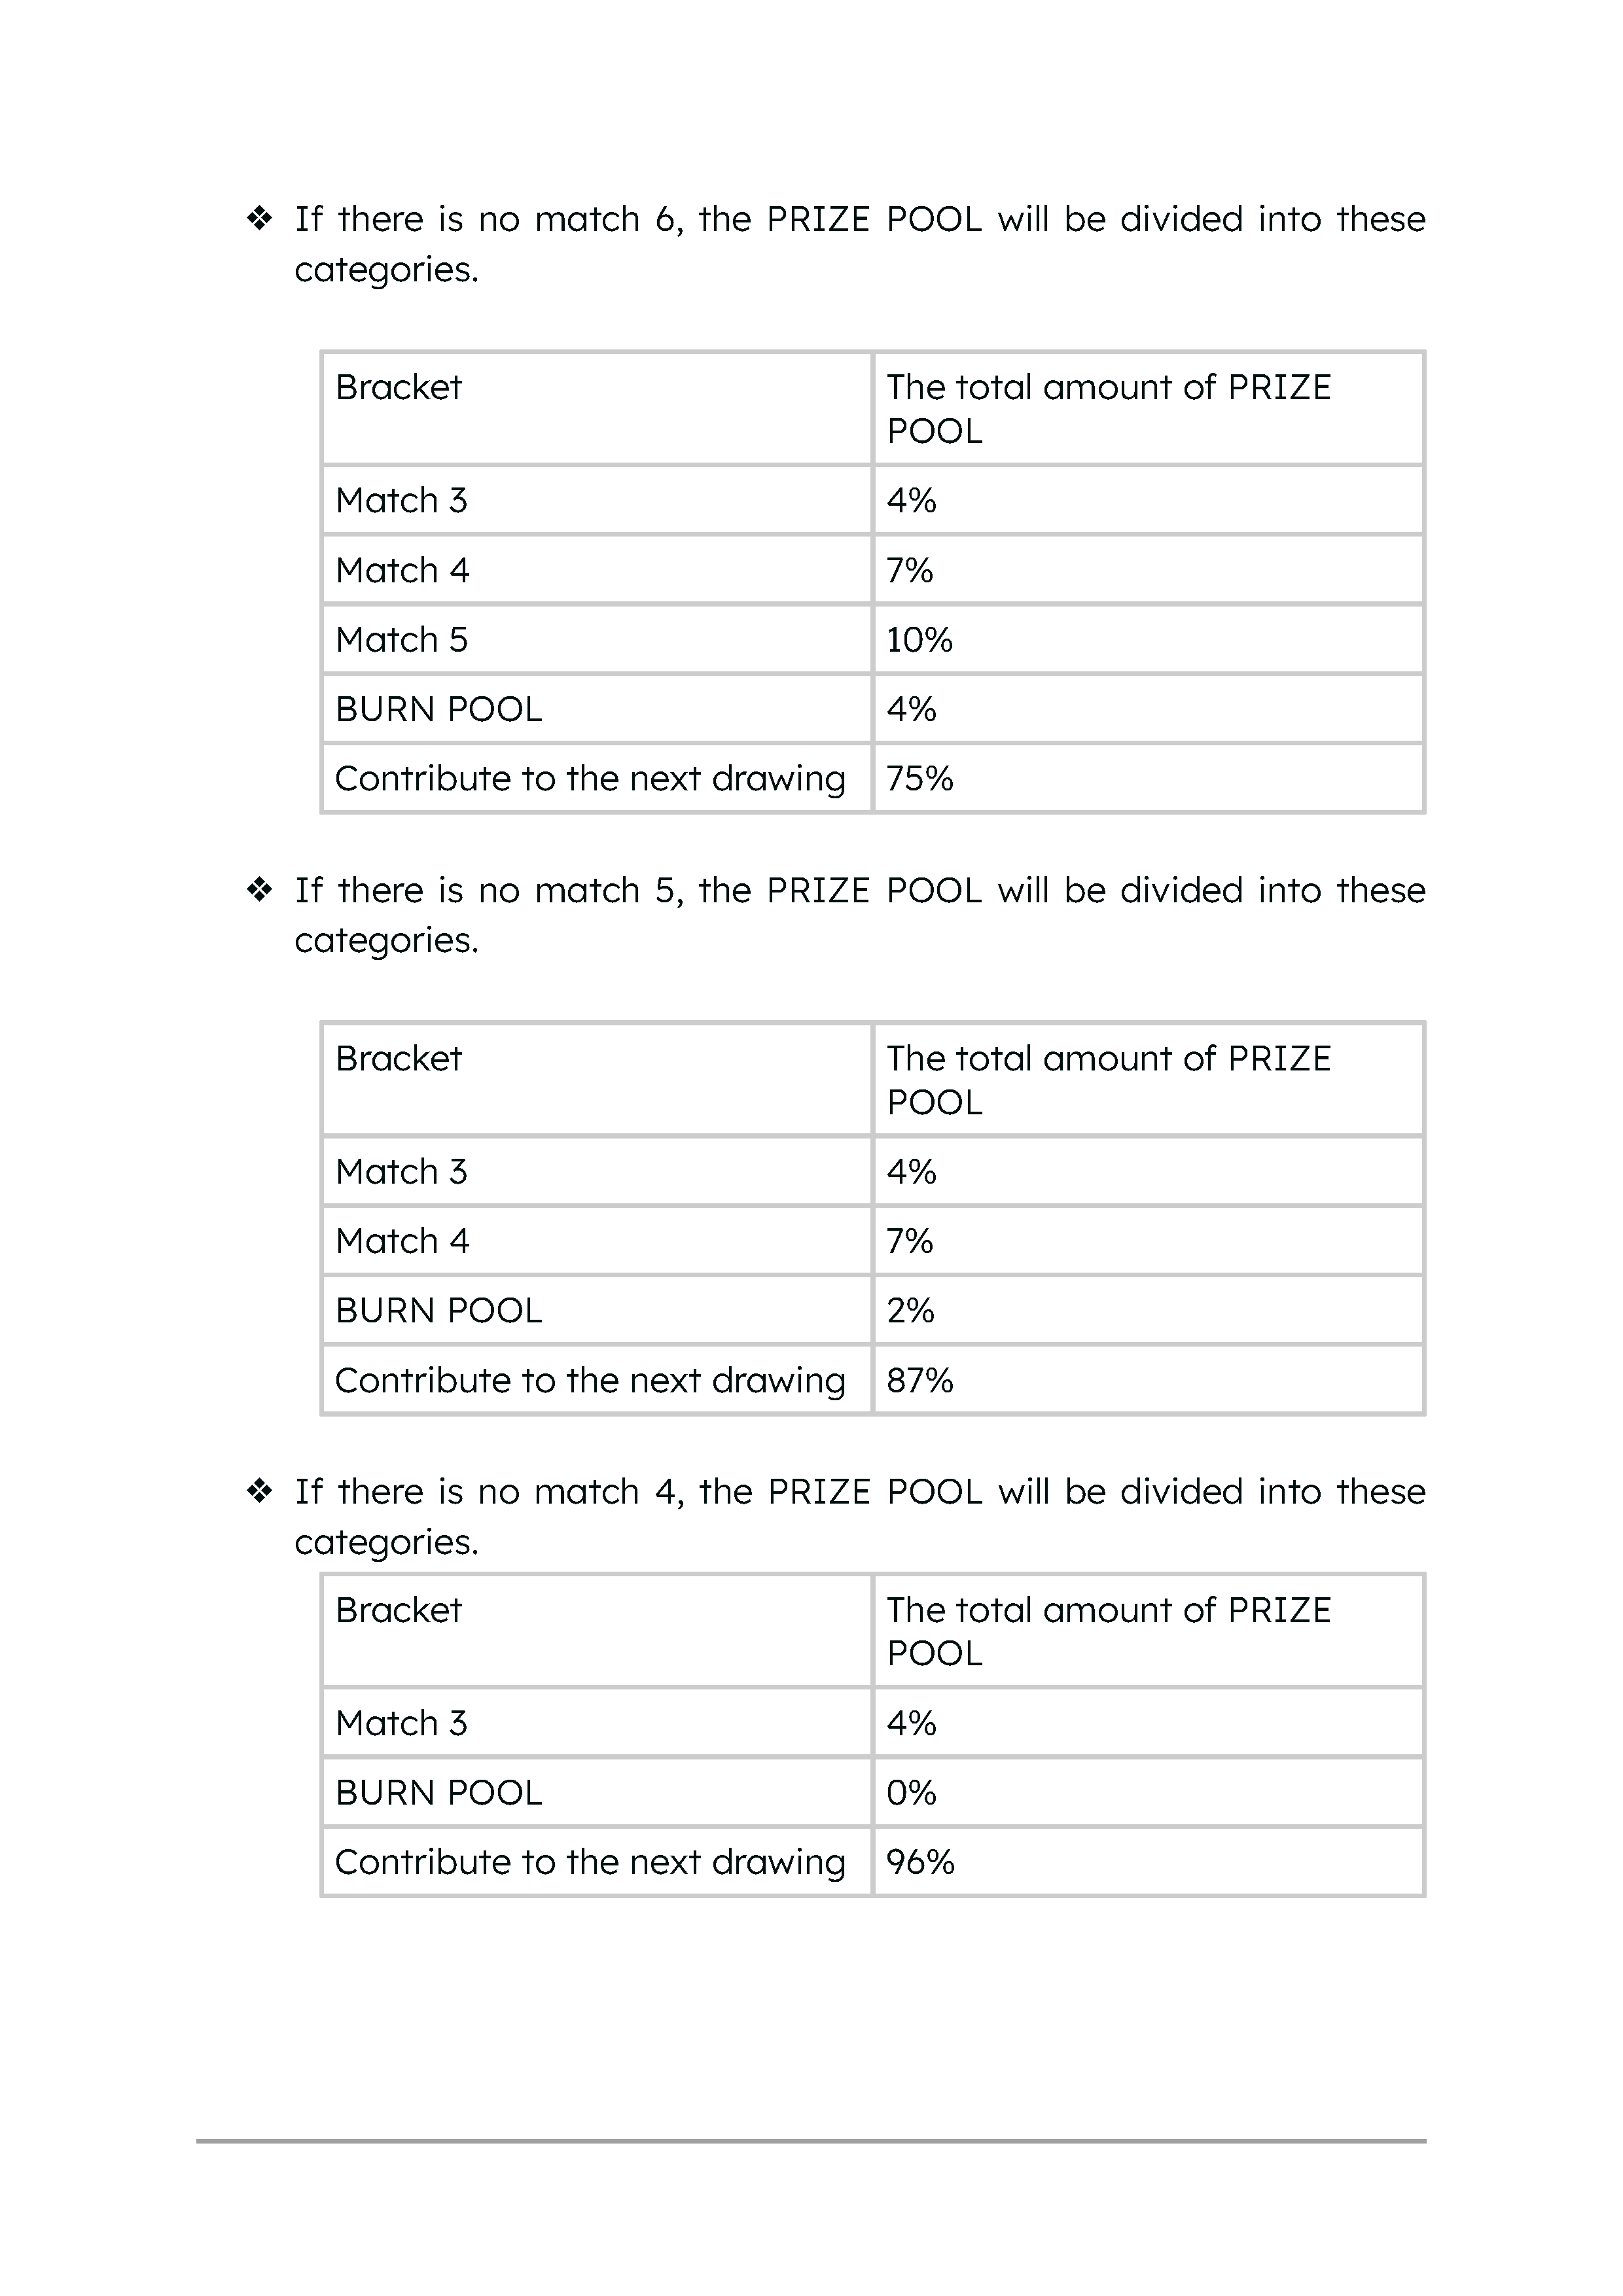 ❖ If there is no match 6, the PRIZE POOL will be divided into these
categories.
Bracket The total amount of PRIZE
POOL
Match 3 4%
Match 4 7%
Match 5 10%
BURN POOL 4%
Contribute to the next drawing 75%
❖ If there is no match 5, the PRIZE POOL will be divided into these
categories.
Bracket The total amount of PRIZE
POOL
Match 3 4%
Match 4 7%
BURN POOL 2%
Contribute to the next drawing 87%
❖ If there is no match 4, the PRIZE POOL will be divided into these
categories.
Bracket The total amount of PRIZE
POOL
Match 3 4%
BURN POOL 0%
Contribute to the next drawing 96%